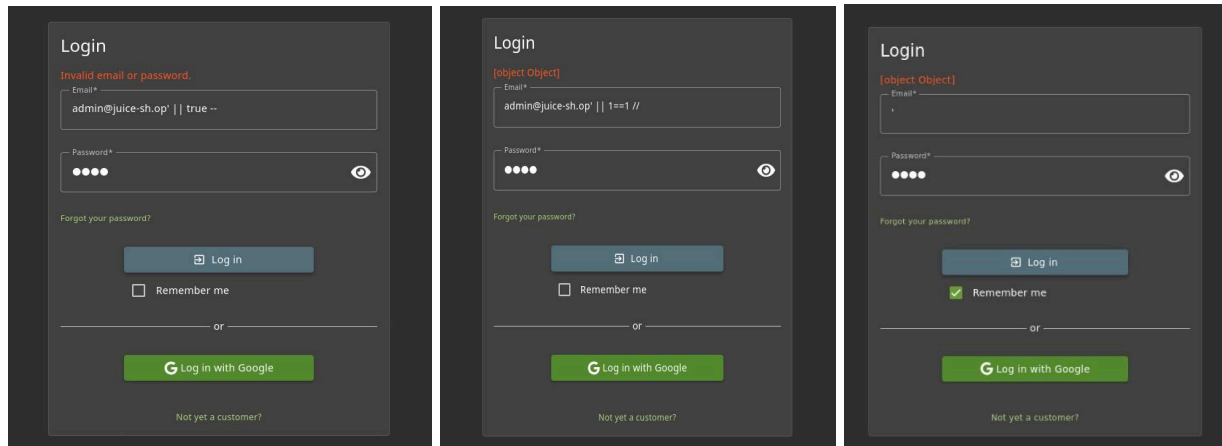 Login
Invalid email or password.
Email*
admin@juice-sh.op' || true --
Password*
Forgot your password?
Log in
Remember me
or
Log in with Google
Not yet a customer?
Login
[object Object]
Email*
admin@juice-sh.op' || 1==1 //
Password*
Forgot your password?
Log in
Remember me
or
Log in with Google
Not yet a customer?
Login
[object Object]
Email*
'
Password*
Forgot your password?
Log in
Remember me
or
Log in with Google
Not yet a customer?